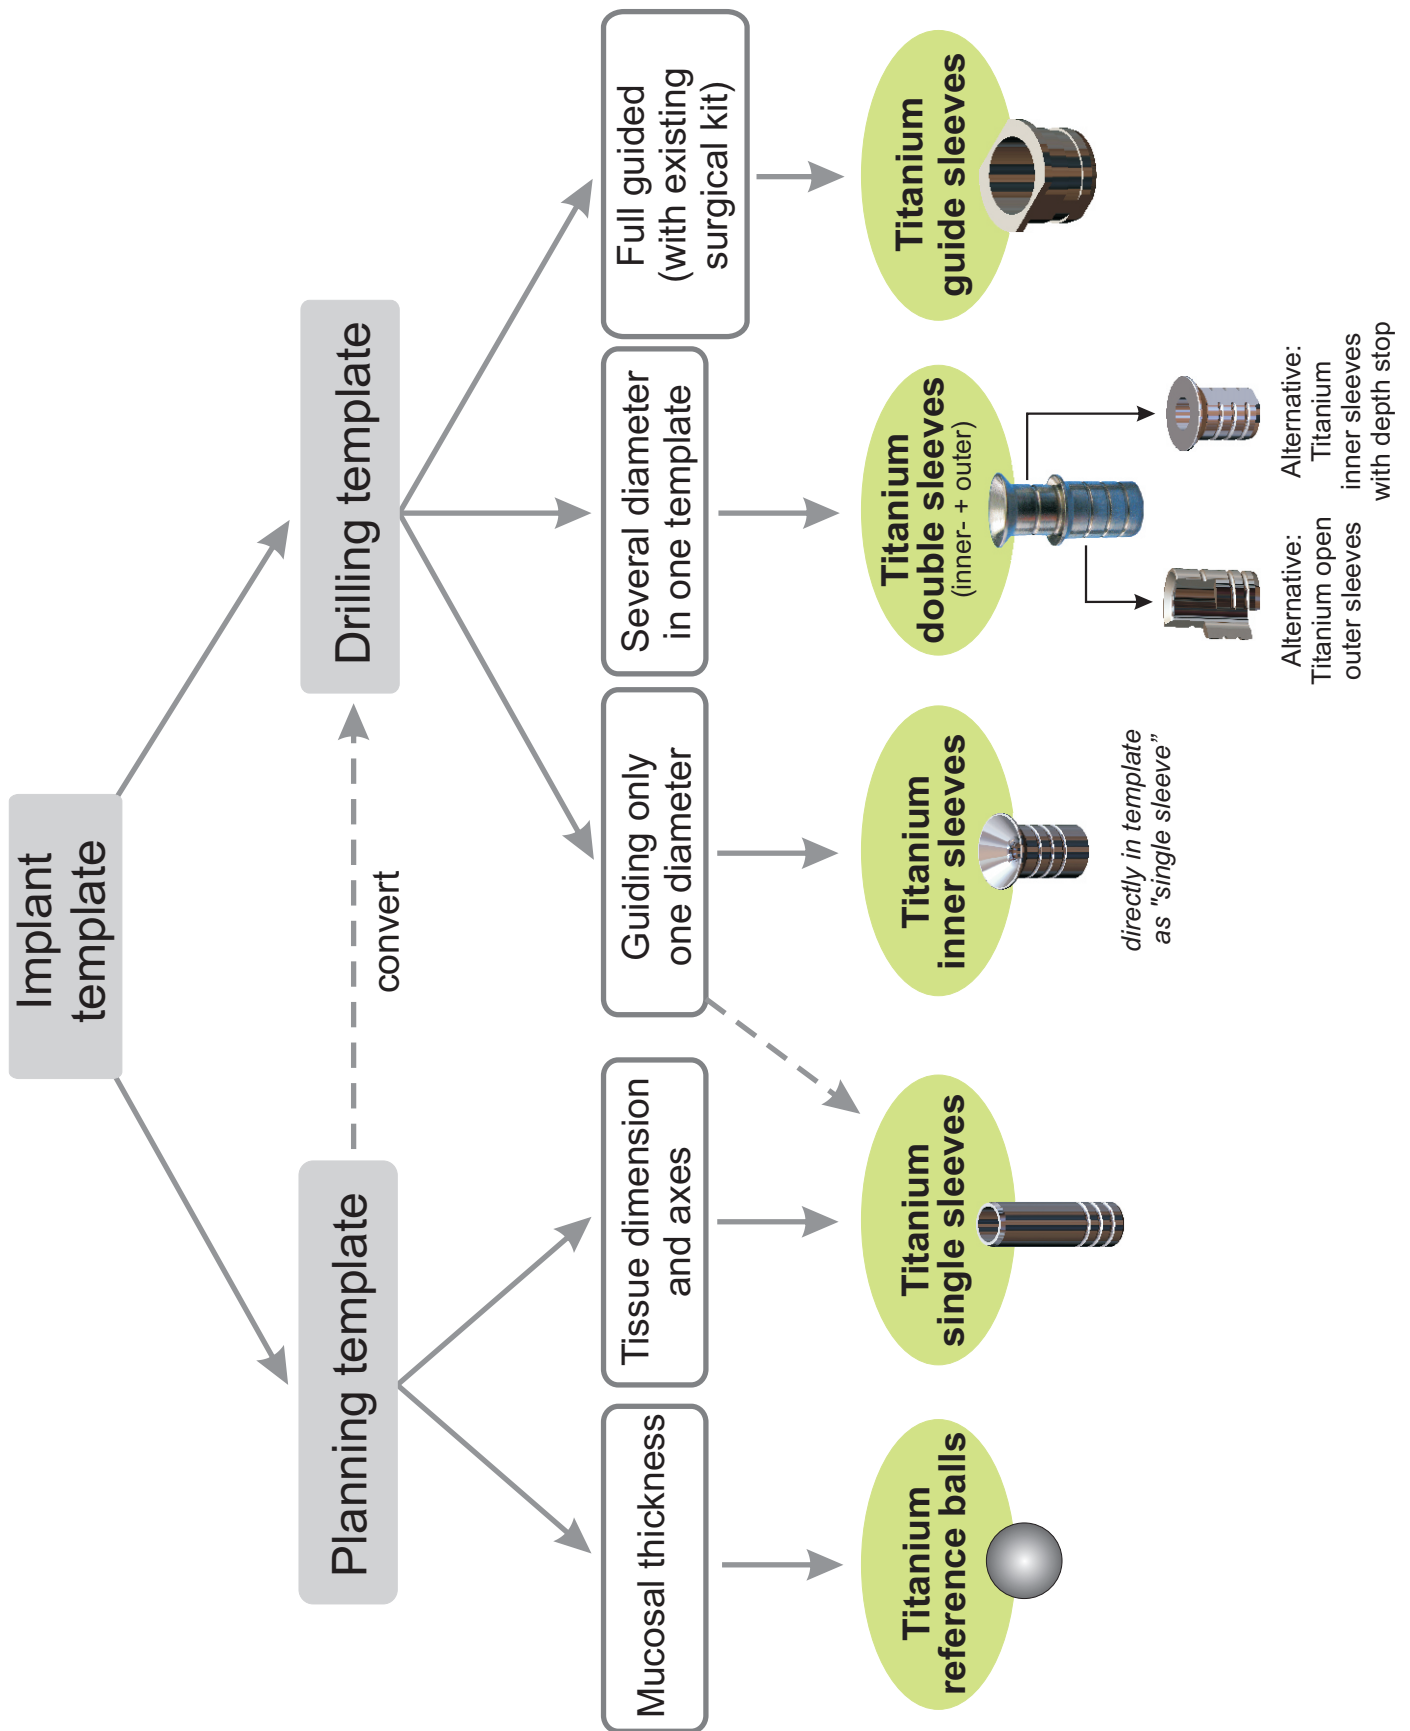 Implant
template
Planning template
convert
Drilling template
Mucosal thickness
Tissue dimension
and axes
Guiding only
one diameter
Several diameter
in one template
Full guided
(with existing
surgical kit)
Titanium
reference balls
Titanium
single sleeves
Titanium
inner sleeves
directly in template
as "single sleeve”
Titanium
double sleeves
(inner- + outer)
Alternative:
Titanium open
outer sleeves
Alternative:
Titanium
inner sleeves
with depth stop
Titanium
guide sleeves